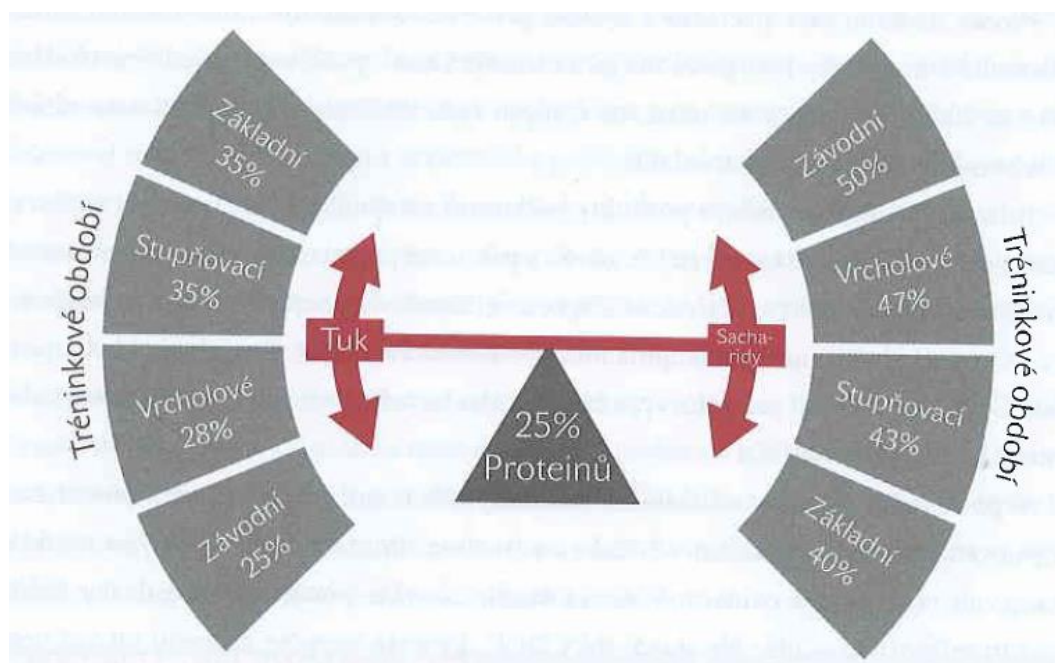 Tréninkové období
Základní
35%
Stupňovací
35%
Vrcholové
28%
Závodní
25%
Tuk
25%
Proteinů
Sacha-
ridy
Závodní
50%
Vrcholové
47%
Stupňovací
43%
Základní
40%
Tréninkové období